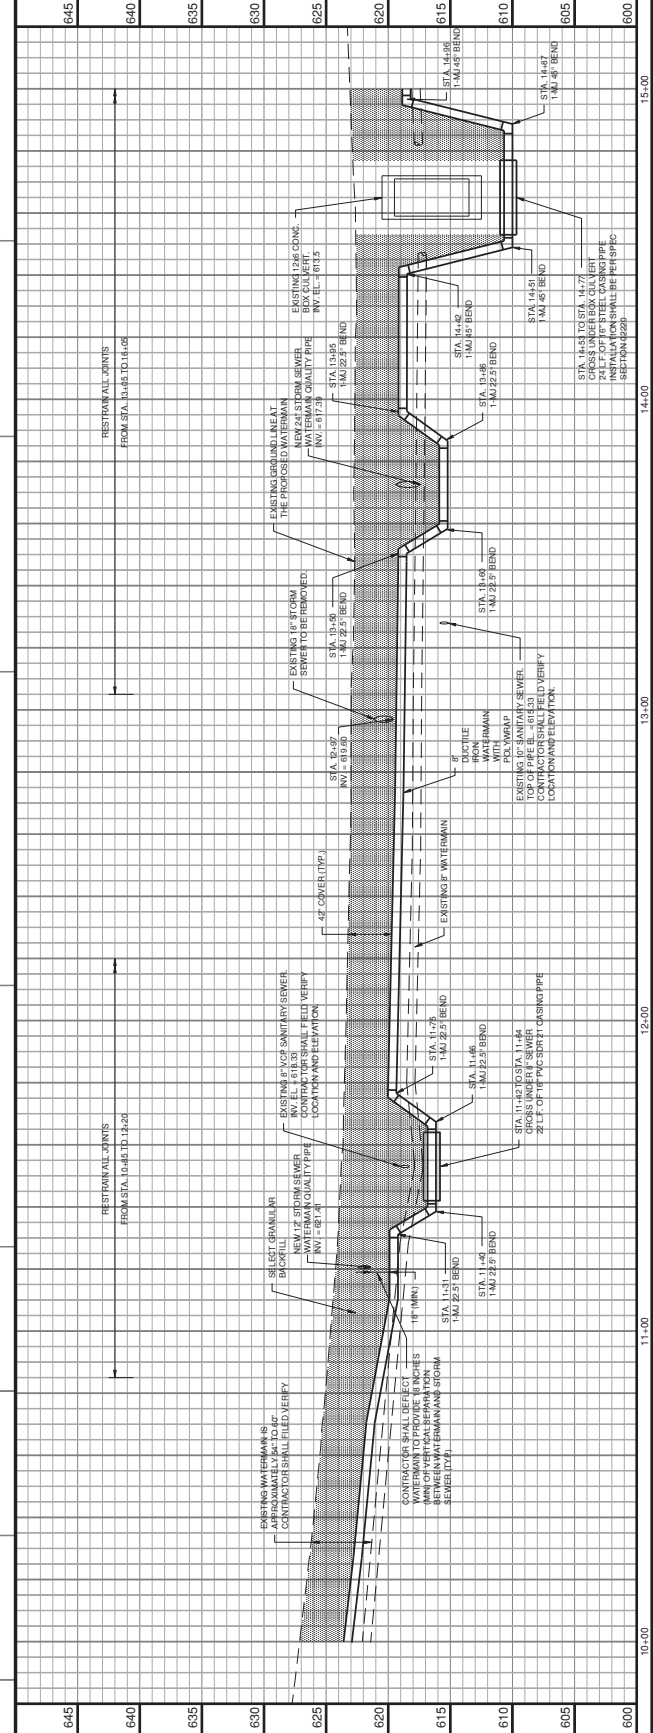 645
640
635
630
625
620
615
610
605
600
RESTRAIN ALL JOINTS
FROM STA. 10+85 TO 12+20
RESTRAIN ALL JOINTS
FROM STA. 13+05 TO 16+05
EXISTING WATERMAIN IS
APPROXIMATELY 54" TO 60"
CONTRACTOR SHALL FILED VERIFY
SELECT GRANULAR
BACKFILL
NEW 12" STORM SEWER
WATERMAIN QUALITY PIPE
INV. = 621.41
EXISTING 8" VCP SANITARY SEWER.
INV. EL. = 618.33
CONTRACTOR SHALL FIELD VERIFY
LOCATION AND ELEVATION.
42" COVER (TYP.)
STA. 12+97
INV. = 619.60
EXISTING 18" STORM
SEWER TO BE REMOVED.
STA. 13+50
1-MJ 22.5° BEND
EXISTING GROUND LINE AT
THE PROPOSED WATERMAIN
NEW 24" STORM SEWER
WATERMAIN QUALITY PIPE
INV. = 617.39
STA. 13+95
1-MJ 22.5° BEND
EXISTING 12x6 CONC.
BOX CULVERT.
INV. EL. = 613.5
CONTRACTOR SHALL DEFLECT
WATERMAIN TO PROVIDE 18 INCHES
(MIN) OF VERTICAL SEPARATION
BETWEEN WATERMAIN AND STORM
SEWER (TYP)
18" (MIN.)
STA. 11+31
1-MJ 22.5° BEND
STA. 11+40
1-MJ 22.5° BEND
STA. 11+75
1-MJ 22.5° BEND
STA. 11+66
1-MJ 22.5° BEND
STA. 11+42 TO STA. 11+64
CROSS UNDER 8" SEWER
22 L.F. OF 16" PVC SDR 21 CASING PIPE
EXISTING 8" WATERMAIN
8"
DUCTILE
IRON
WATERMAIN
WITH
POLYWRAP
EXISTING 10" SANITARY SEWER.
TOP OF PIPE EL. = 615.33
CONTRACTOR SHALL FIELD VERIFY
LOCATION AND ELEVATION.
STA. 13+60
1-MJ 22.5° BEND
STA. 13+86
1-MJ 22.5° BEND
STA. 14+42
1-MJ 45° BEND
STA. 14+51
1-MJ 45° BEND
STA. 14+53 TO STA. 14+77
CROSS UNDER BOX CULVERT
24 L.F. OF 16" STEEL CASING PIPE
INSTALLATION SHALL BE PER SPEC
SECTION 02220
STA. 14+96
1-MJ 45° BEND
STA. 14+87
1-MJ 45° BEND
10+00
11+00
12+00
13+00
14+00
15+00
645
640
635
630
625
620
615
610
605
600